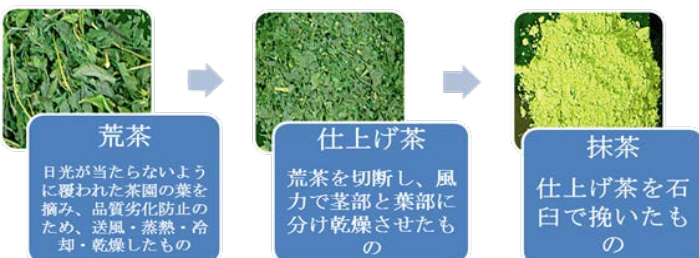 荒茶
日光が当たらないよう
に覆われた茶園の葉を
摘み、品質劣化防止の
ため、送風・蒸熱・冷
却・乾燥したもの
仕上げ茶
荒茶を切断し、風
力で茎部と葉部に
分け乾燥させたも
の
抹茶
仕上げ茶を石
臼で挽いたも
の